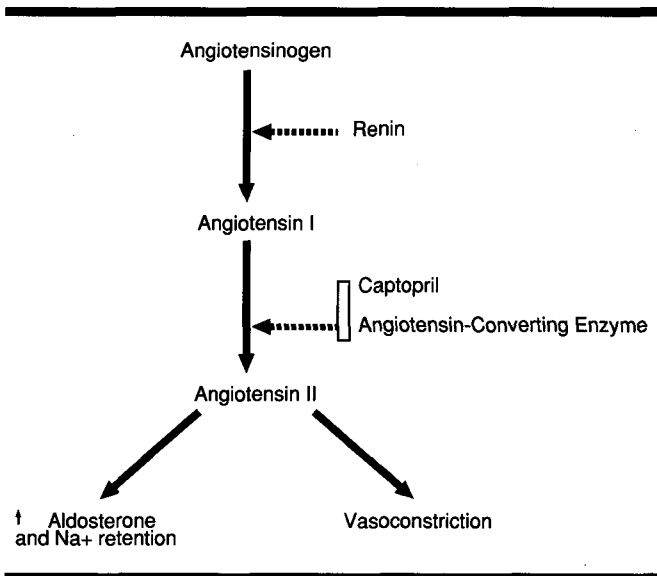 Angiotensinogen
Renin
Angiotensin I
Captopril
Angiotensin-Converting Enzyme
Angiotensin II
↑ Aldosterone
and Na+ retention
Vasoconstriction